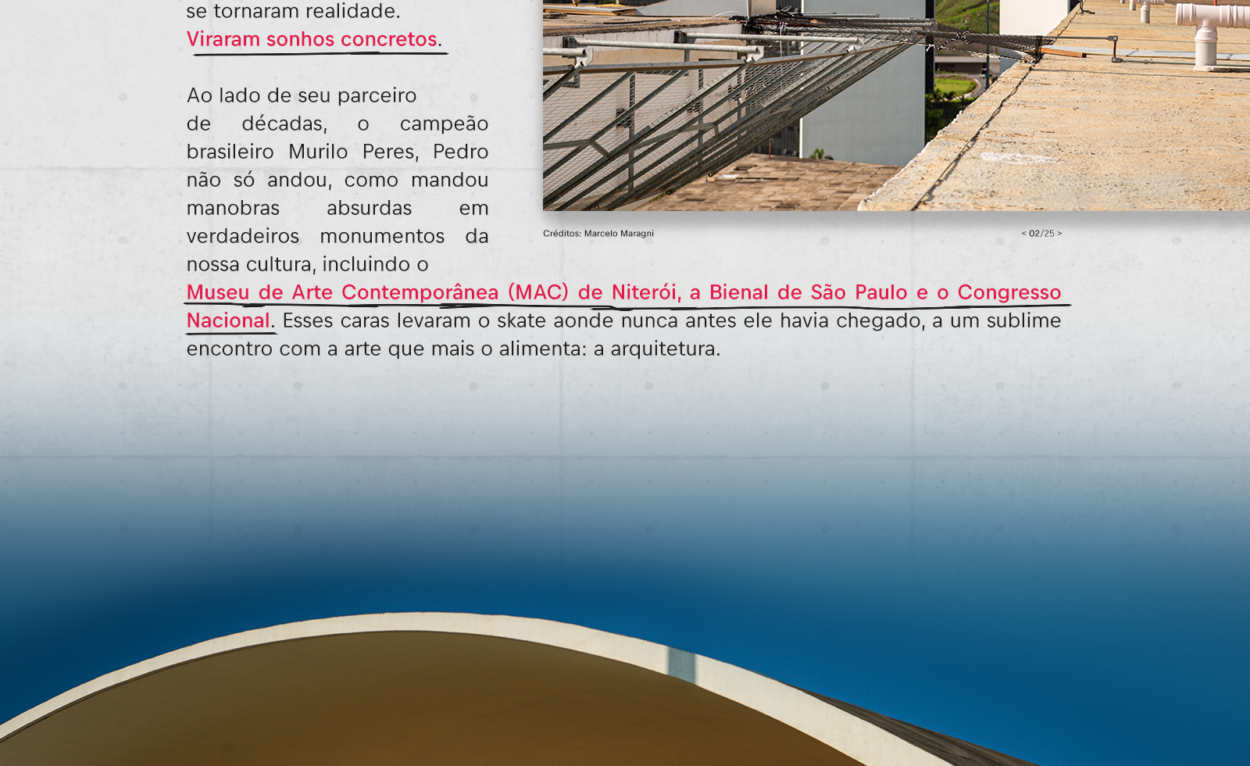 se tornaram realidade.
Viraram sonhos concretos.
Ao lado de seu parceiro
de décadas, o campeão
brasileiro Murilo Peres, Pedro
não só andou, como mandou
manobras absurdas em
verdadeiros monumentos da
nossa cultura, incluindo o
Museu de Arte Contemporânea (MAC) de Niterói, a Bienal de São Paulo e o Congresso
Nacional. Esses caras levaram o skate aonde nunca antes ele havia chegado, a um sublime
encontro com a arte que mais o alimenta: a arquitetura.
Créditos: Marcelo Maragni
< 02/25 >